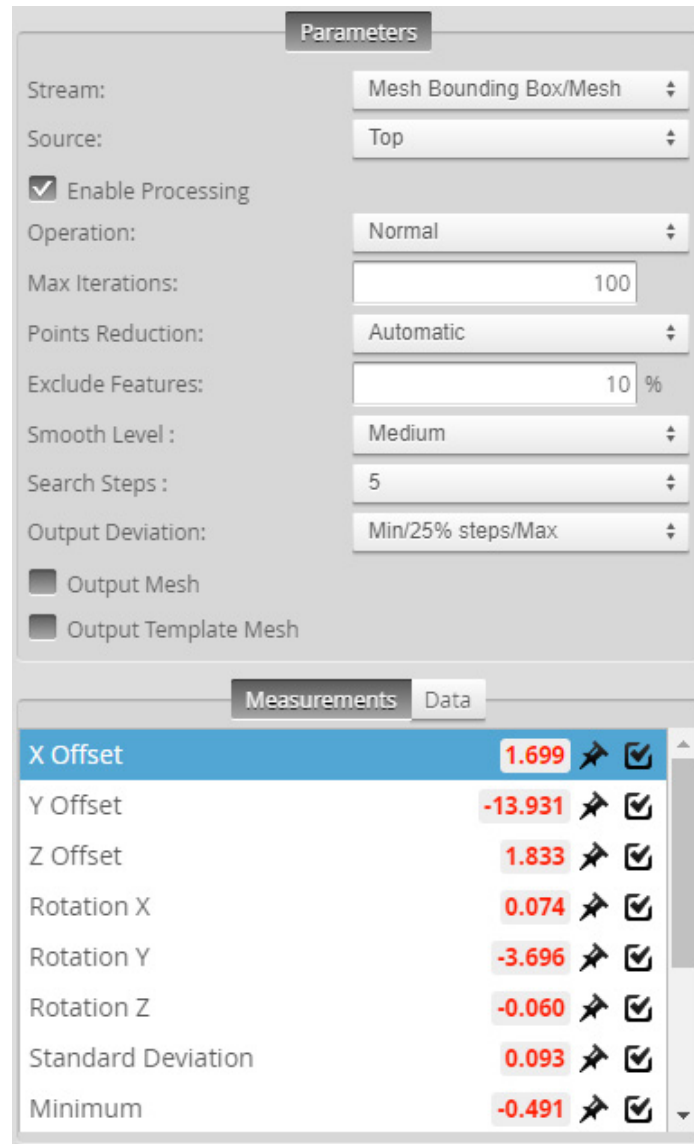 Parameters
Stream: Mesh Bounding Box/Mesh
Source: Top
Enable Processing
Operation: Normal
Max Iterations: 100
Points Reduction: Automatic
Exclude Features: 10 %
Smooth Level : Medium
Search Steps : 5
Output Deviation: Min/25% steps/Max
Output Mesh
Output Template Mesh
Measurements Data
X Offset 1.699
Y Offset -13.931
Z Offset 1.833
Rotation X 0.074
Rotation Y -3.696
Rotation Z -0.060
Standard Deviation 0.093
Minimum -0.491